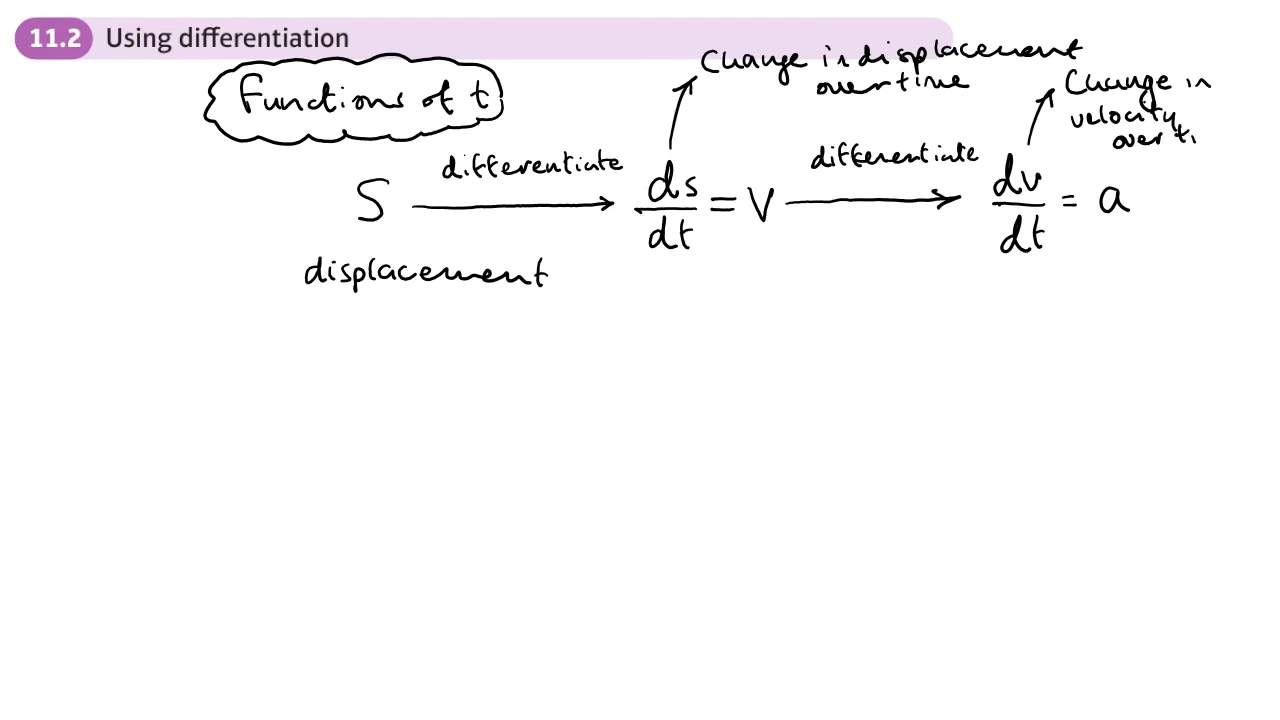 11.2 Using differentiation
Functions of t
Change in displacement
over time
Change in
velocity
over
differentiate
differentiate
S → ds/dt = V → dv/dt = a
displacement